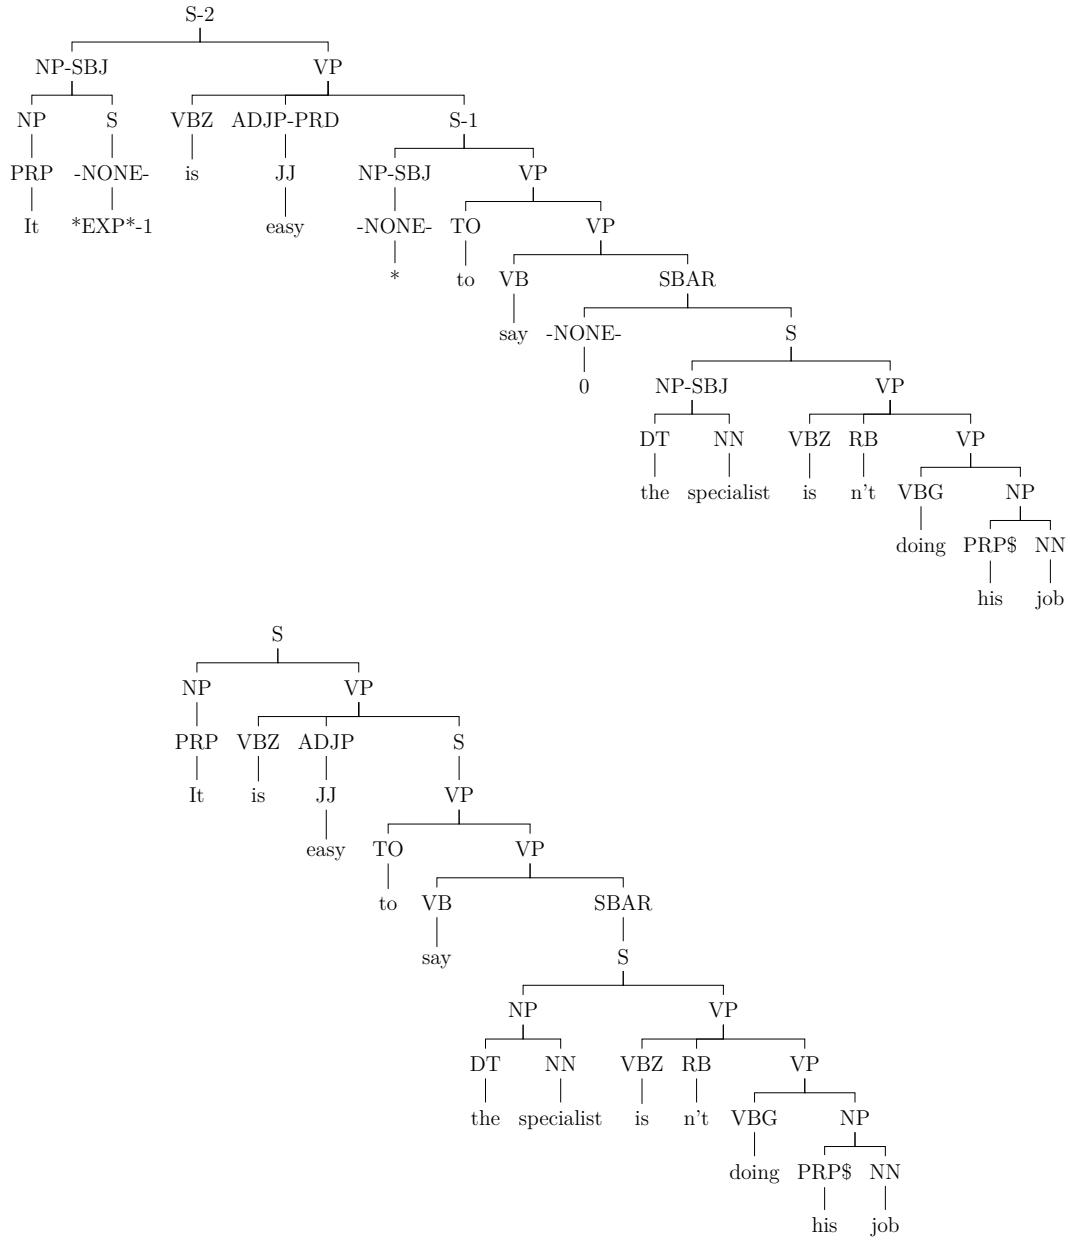 S-2
NP-SBJ VP
NP S VBZ ADJP-PRD S-1
PRP -NONE- is JJ NP-SBJ VP
It *EXP*-1 easy -NONE- TO VP
* to VB SBAR
say -NONE- S
0 NP-SBJ VP
DT NN VBZ RB VP
the specialist is n't VBG NP
doing PRP$ NN
his job
S
NP VP
PRP VBZ ADJP S
It is JJ VP
easy TO VP
to VB SBAR
say S
NP VP
DT NN VBZ RB VP
the specialist is n't VBG NP
doing PRP$ NN
his job